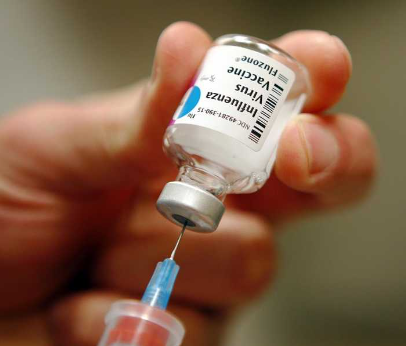 NDC 49281-390-15
Influenza
Virus
Vaccine
Fluzone®